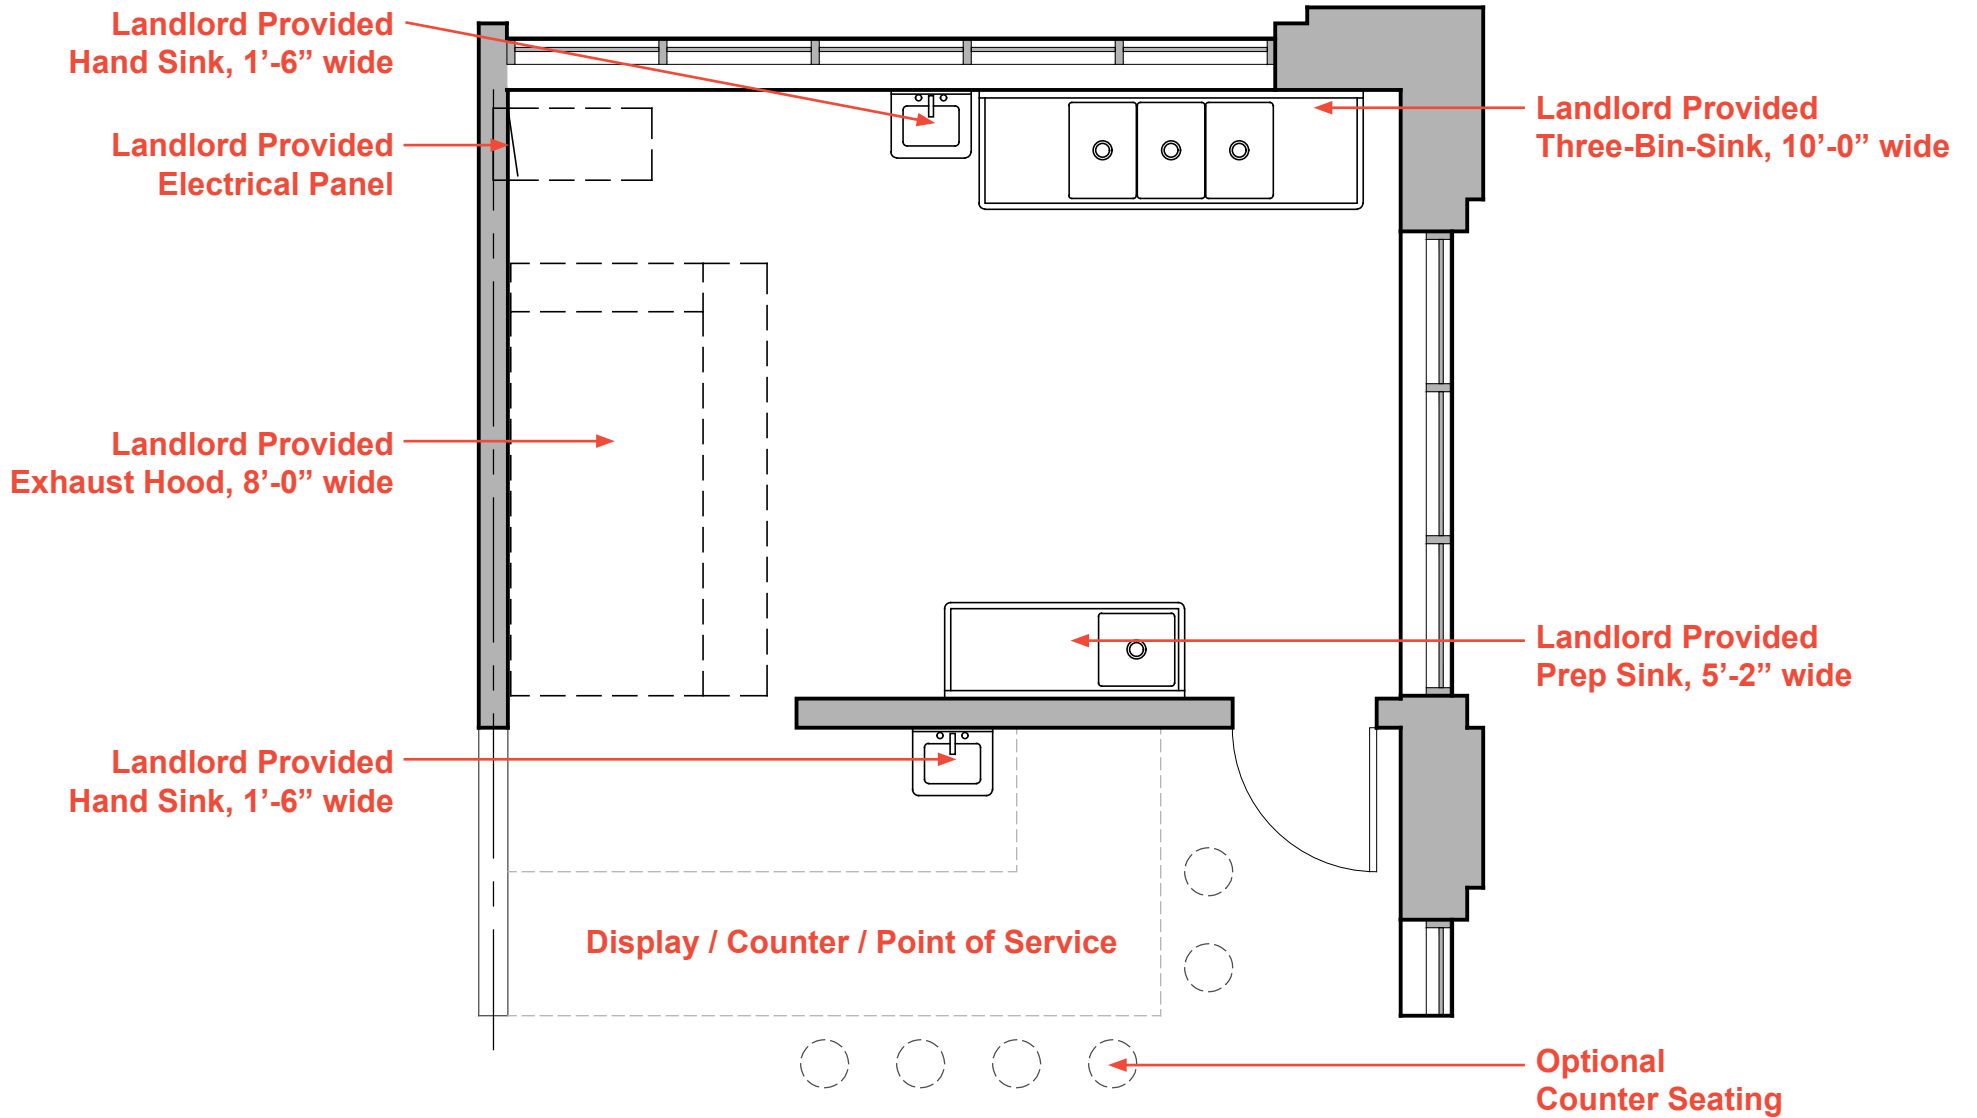 Landlord Provided
Hand Sink, 1’-6” wide
Landlord Provided
Electrical Panel
Landlord Provided
Exhaust Hood, 8’-0” wide
Landlord Provided
Hand Sink, 1’-6” wide
Landlord Provided
Three-Bin-Sink, 10’-0” wide
Landlord Provided
Prep Sink, 5’-2” wide
Display / Counter / Point of Service
Optional
Counter Seating